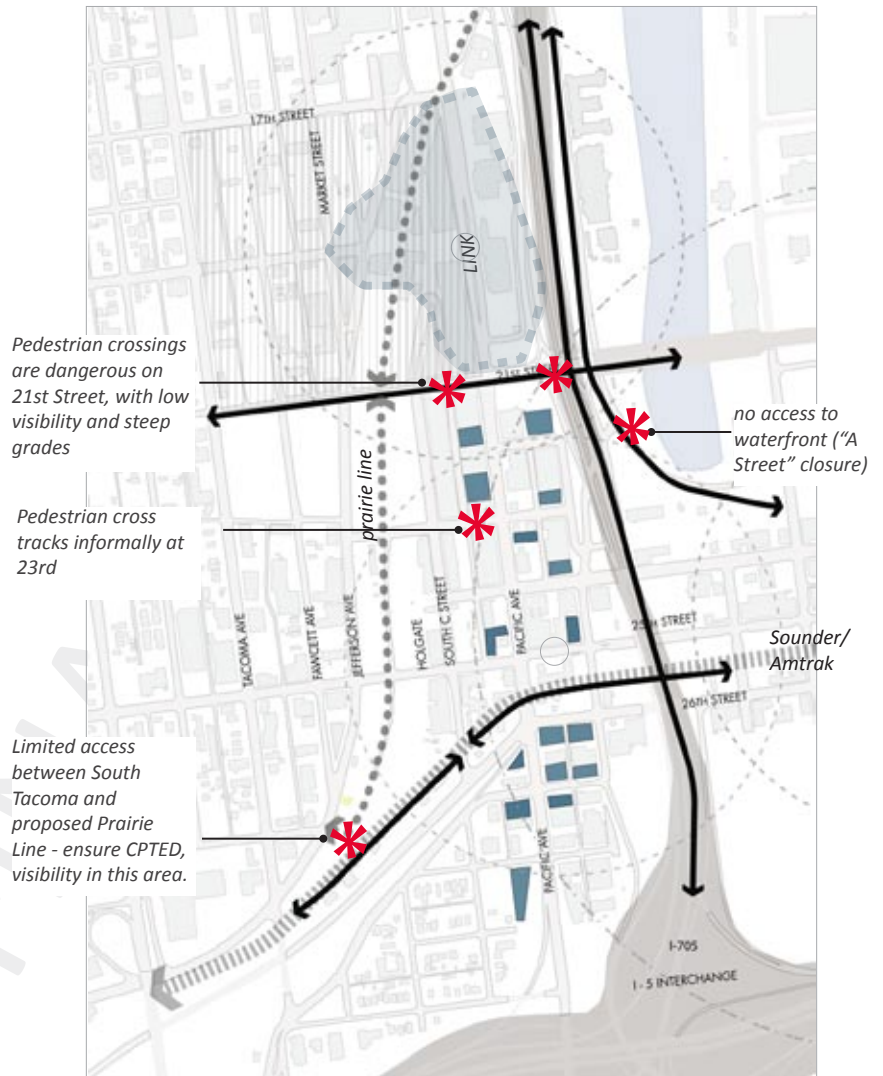 17TH STREET
MARKET STREET
LINK
Pedestrian crossings
are dangerous on
21st Street, with low
visibility and steep
grades
21st St
no access to
waterfront (“A
Street” closure)
prairie line
Pedestrian cross
tracks informally at
23rd
TACOMA AVE
FAWCETT AVE
JEFFERSON AVE
HOLGATE
SOUTH C STREET
PACIFIC AVE
25TH STREET
Sounder/
Amtrak
26TH STREET
Limited access
between South
Tacoma and
proposed Prairie
Line - ensure CPTED,
visibility in this area.
PACIFIC AVE
I-705
I - 5 INTERCHANGE